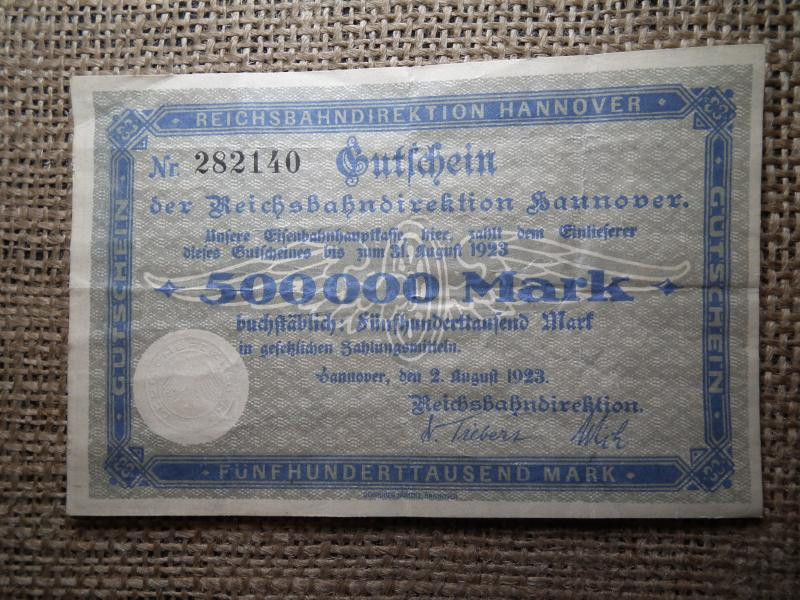 REICHSBAHNDIREKTION HANNOVER
GUTSCHEIN
GUTSCHEIN
Nr. 282140 Gutschein
der Reichsbahndirektion Hannover.
Unsere Eisenbahnhauptkasse, hier, zahlt dem Einlieferer
dieses Gutscheines bis zum 31. August 1923
500000 Mark
buchstäblich: Fünfhunderttausend Mark
in gesetzlichen Zahlungsmitteln.
Hannover, den 2. August 1923.
Reichsbahndirektion.
FÜNFHUNDERTTAUSEND MARK